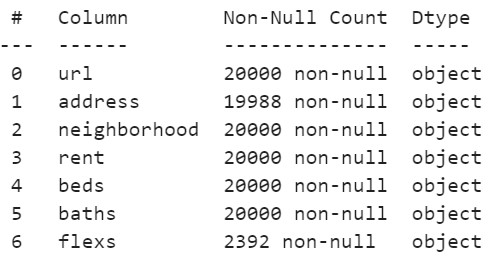 #   Column        Non-Null Count  Dtype
---  ------        --------------  -----
0   url           20000 non-null  object
1   address       19988 non-null  object
2   neighborhood  20000 non-null  object
3   rent          20000 non-null  object
4   beds          20000 non-null  object
5   baths         20000 non-null  object
6   flexs         2392 non-null   object